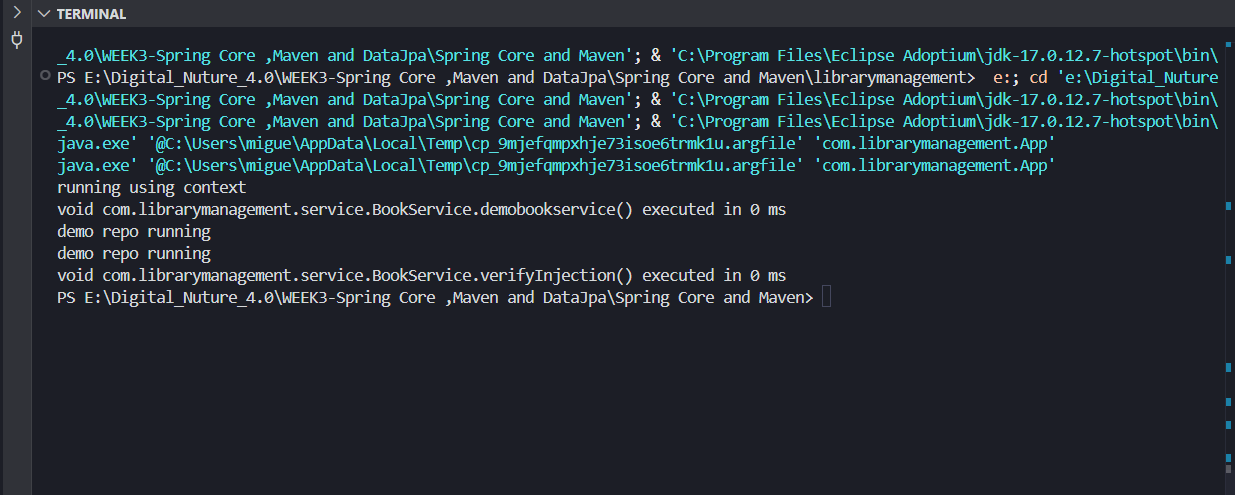 TERMINAL
_4.0\WEEK3-Spring Core ,Maven and DataJpa\Spring Core and Maven'; & 'C:\Program Files\Eclipse Adoptium\jdk-17.0.12.7-hotspot\bin\
PS E:\Digital_Nuture_4.0\WEEK3-Spring Core ,Maven and DataJpa\Spring Core and Maven\librarymanagement>  e:; cd 'e:\Digital_Nuture
_4.0\WEEK3-Spring Core ,Maven and DataJpa\Spring Core and Maven'; & 'C:\Program Files\Eclipse Adoptium\jdk-17.0.12.7-hotspot\bin\
_4.0\WEEK3-Spring Core ,Maven and DataJpa\Spring Core and Maven'; & 'C:\Program Files\Eclipse Adoptium\jdk-17.0.12.7-hotspot\bin\
java.exe' '@C:\Users\migue\AppData\Local\Temp\cp_9mjefqmpxhje73isoe6trmk1u.argfile' 'com.librarymanagement.App'
java.exe' '@C:\Users\migue\AppData\Local\Temp\cp_9mjefqmpxhje73isoe6trmk1u.argfile' 'com.librarymanagement.App'
running using context
void com.librarymanagement.service.BookService.demobookservice() executed in 0 ms
demo repo running
demo repo running
void com.librarymanagement.service.BookService.verifyInjection() executed in 0 ms
PS E:\Digital_Nuture_4.0\WEEK3-Spring Core ,Maven and DataJpa\Spring Core and Maven>